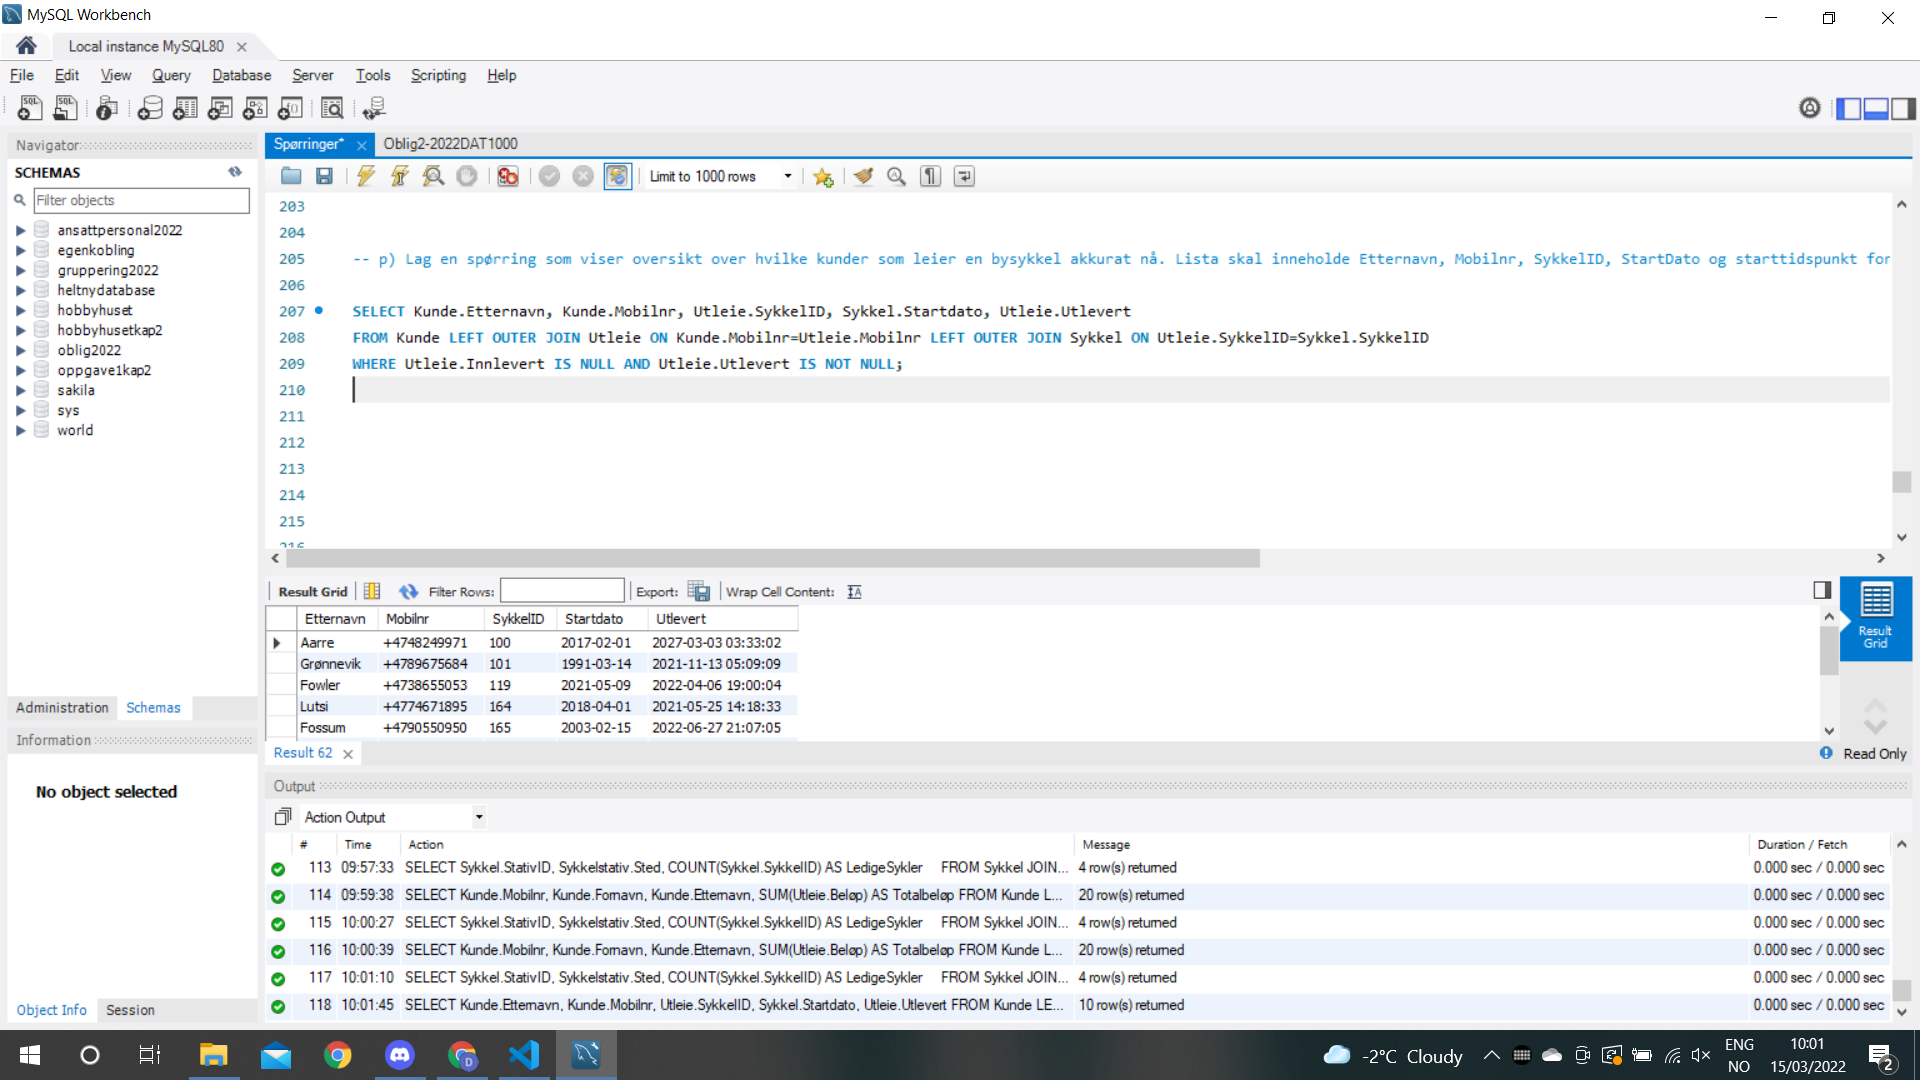 MySQL Workbench
Local instance MySQL80
File Edit View Query Database Server Tools Scripting Help
Navigator
SCHEMAS
Filter objects
ansattpersonal2022
egenkobling
gruppering2022
heltnydatabase
hobbyhuset
hobbyhusetkap2
oblig2022
oppgave1kap2
sakila
sys
world
Administration Schemas
Information
No object selected
Object Info Session
Spørringer* Oblig2-2022DAT1000
Limit to 1000 rows
203
204
205 -- p) Lag en spørring som viser oversikt over hvilke kunder som leier en bysykkel akkurat nå. Lista skal inneholde Etternavn, Mobilnr, SykkelID, StartDato og starttidspunkt for
206
207 SELECT Kunde.Etternavn, Kunde.Mobilnr, Utleie.SykkelID, Sykkel.Startdato, Utleie.Utlevert
208 FROM Kunde LEFT OUTER JOIN Utleie ON Kunde.Mobilnr=Utleie.Mobilnr LEFT OUTER JOIN Sykkel ON Utleie.SykkelID=Sykkel.SykkelID
209 WHERE Utleie.Innlevert IS NULL AND Utleie.Utlevert IS NOT NULL;
210
211
212
213
214
215
216
Result Grid Filter Rows: Export: Wrap Cell Content:
Etternavn Mobilnr SykkelID Startdato Utlevert
Aarre +4748249971 100 2017-02-01 2027-03-03 03:33:02
Grønnevik +4789675684 101 1991-03-14 2021-11-13 05:09:09
Fowler +4738655053 119 2021-05-09 2022-04-06 19:00:04
Lutsi +4774671895 164 2018-04-01 2021-05-25 14:18:33
Fossum +4790550950 165 2003-02-15 2022-06-27 21:07:05
Result Grid
Result 62
Read Only
Output
Action Output
# Time Action Message Duration / Fetch
113 09:57:33 SELECT Sykkel.StativID, Sykkelstativ.Sted, COUNT(Sykkel.SykkelID) AS LedigeSykler FROM Sykkel JOIN... 4 row(s) returned 0.000 sec / 0.000 sec
114 09:59:38 SELECT Kunde.Mobilnr, Kunde.Fornavn, Kunde.Etternavn, SUM(Utleie.Beløp) AS Totalbeløp FROM Kunde L... 20 row(s) returned 0.000 sec / 0.000 sec
115 10:00:27 SELECT Sykkel.StativID, Sykkelstativ.Sted, COUNT(Sykkel.SykkelID) AS LedigeSykler FROM Sykkel JOIN... 4 row(s) returned 0.000 sec / 0.000 sec
116 10:00:39 SELECT Kunde.Mobilnr, Kunde.Fornavn, Kunde.Etternavn, SUM(Utleie.Beløp) AS Totalbeløp FROM Kunde L... 20 row(s) returned 0.000 sec / 0.000 sec
117 10:01:10 SELECT Sykkel.StativID, Sykkelstativ.Sted, COUNT(Sykkel.SykkelID) AS LedigeSykler FROM Sykkel JOIN... 4 row(s) returned 0.000 sec / 0.000 sec
118 10:01:45 SELECT Kunde.Etternavn, Kunde.Mobilnr, Utleie.SykkelID, Sykkel.Startdato, Utleie.Utlevert FROM Kunde LE... 10 row(s) returned 0.000 sec / 0.000 sec
-2°C Cloudy
ENG
NO
10:01
15/03/2022
2